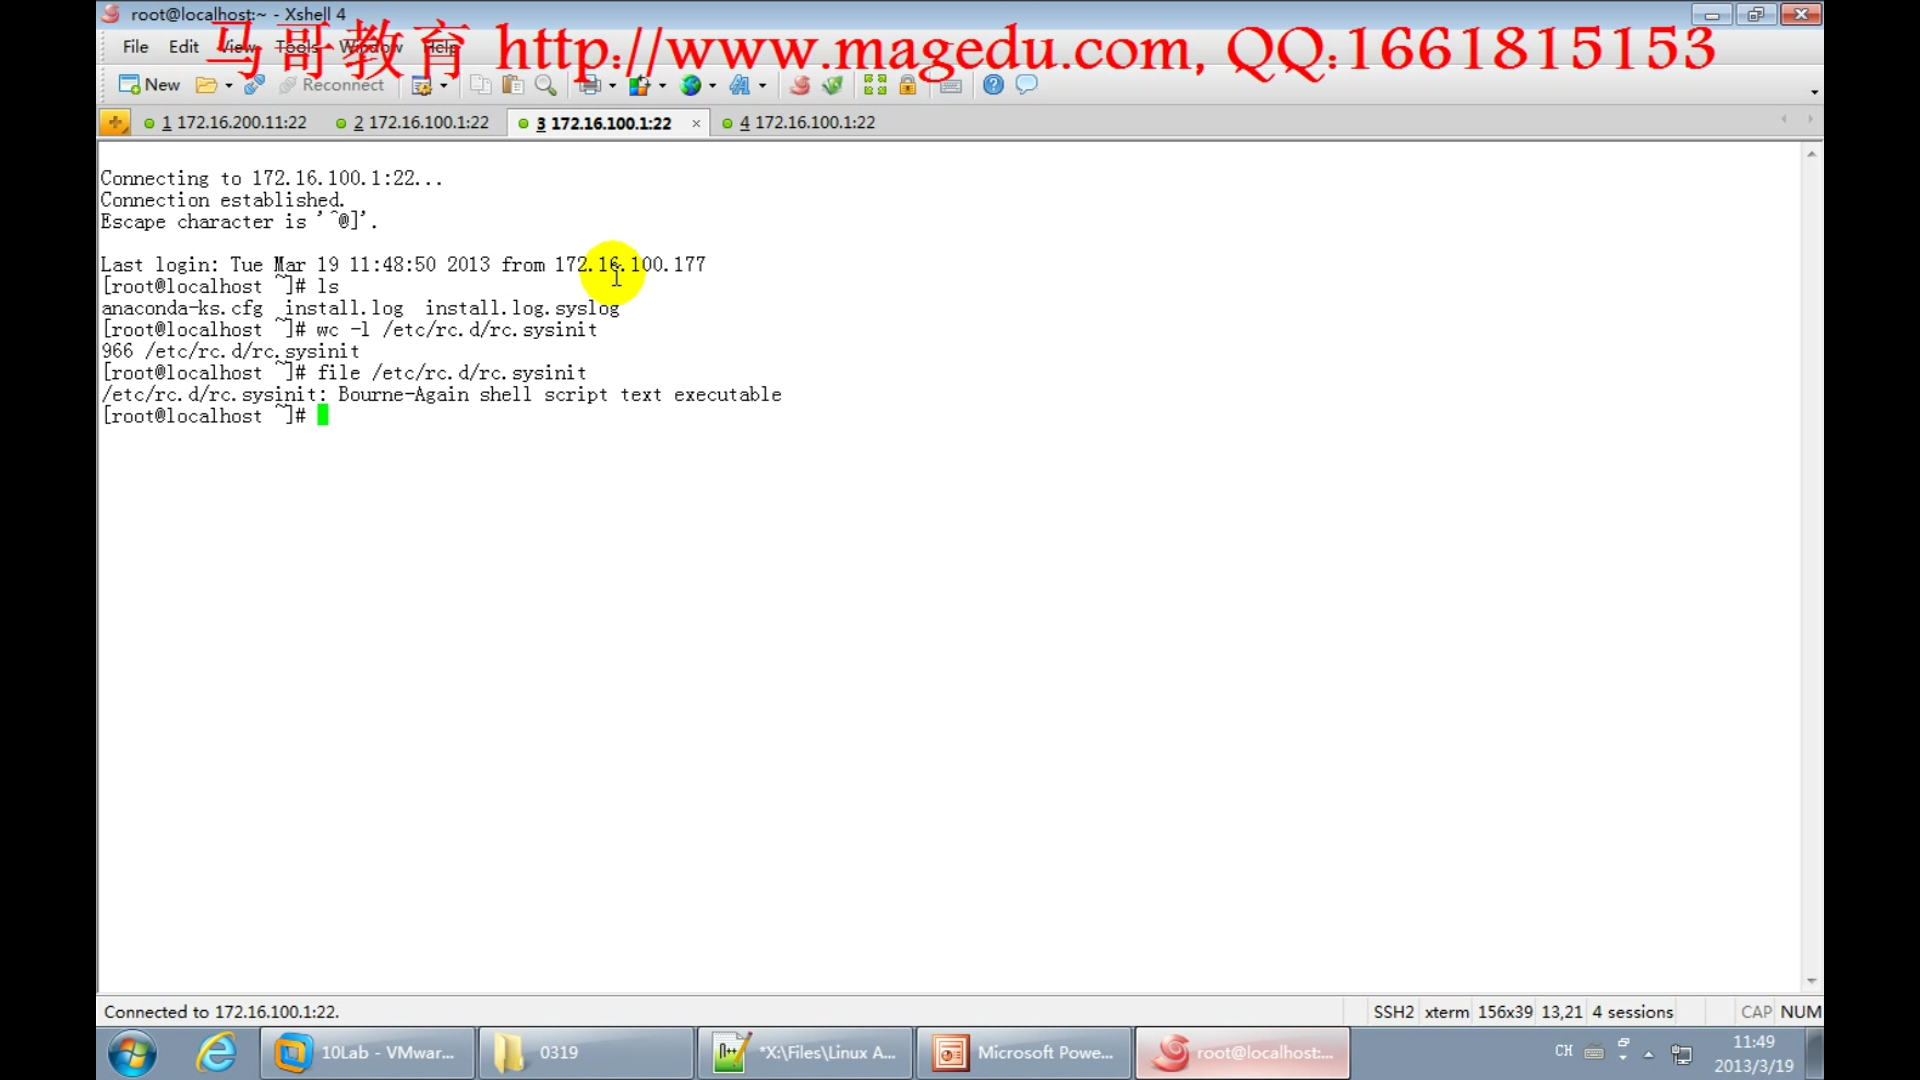 root@localhost:~ - Xshell 4
马哥教育 http://www.magedu.com, QQ:1661815153
File Edit View Tools Window Help
New Reconnect
1 172.16.200.11:22 2 172.16.100.1:22 3 172.16.100.1:22 4 172.16.100.1:22
Connecting to 172.16.100.1:22...
Connection established.
Escape character is '^@]'.
Last login: Tue Mar 19 11:48:50 2013 from 172.16.100.177
[root@localhost ~]# ls
anaconda-ks.cfg install.log install.log.syslog
[root@localhost ~]# wc -l /etc/rc.d/rc.sysinit
966 /etc/rc.d/rc.sysinit
[root@localhost ~]# file /etc/rc.d/rc.sysinit
/etc/rc.d/rc.sysinit: Bourne-Again shell script text executable
[root@localhost ~]#
Connected to 172.16.100.1:22. SSH2 xterm 156x39 13,21 4 sessions CAP NUM
10Lab - VMwar... 0319 *X:\Files\Linux A... Microsoft Powe... root@localhost:... CH 11:49
2013/3/19